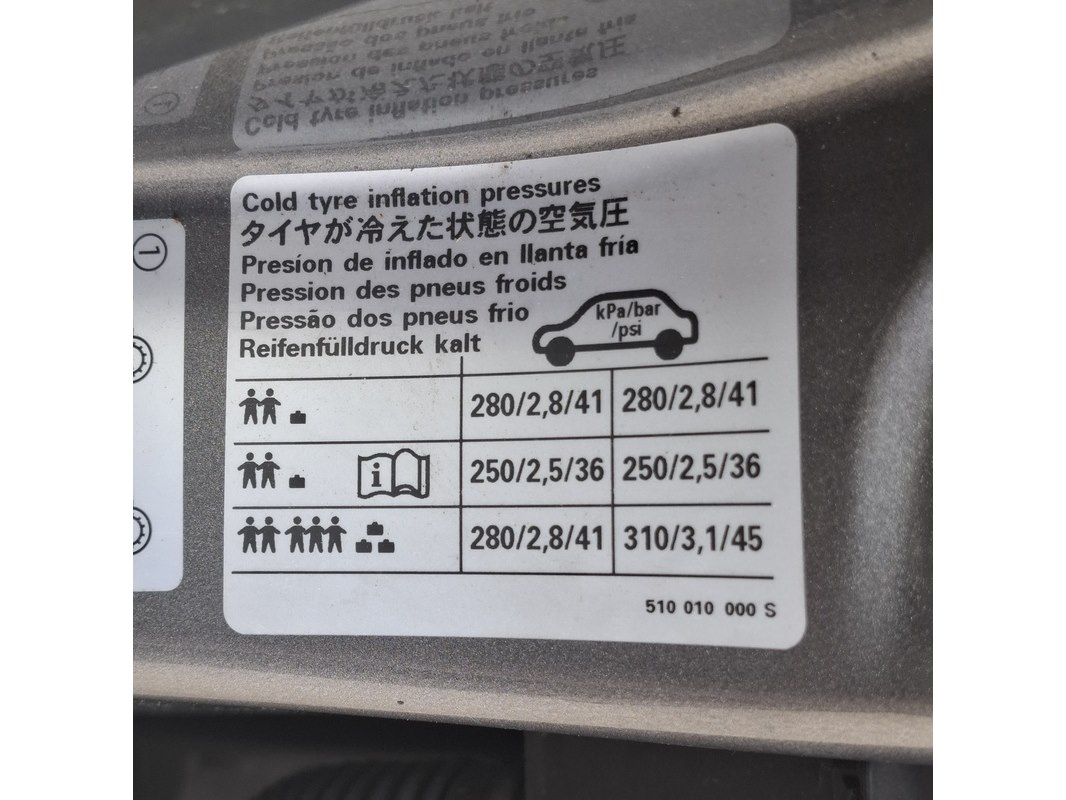 Cold tyre inflation pressures
タイヤが冷えた状態の空気圧
Presíon de inflado en llanta fría
Pression des pneus froids
Pressão dos pneus frio
Reifenfülldruck kalt
kPa/bar
/psi
280/2,8/41 280/2,8/41
i 250/2,5/36 250/2,5/36
280/2,8/41 310/3,1/45
510 010 000 S
1